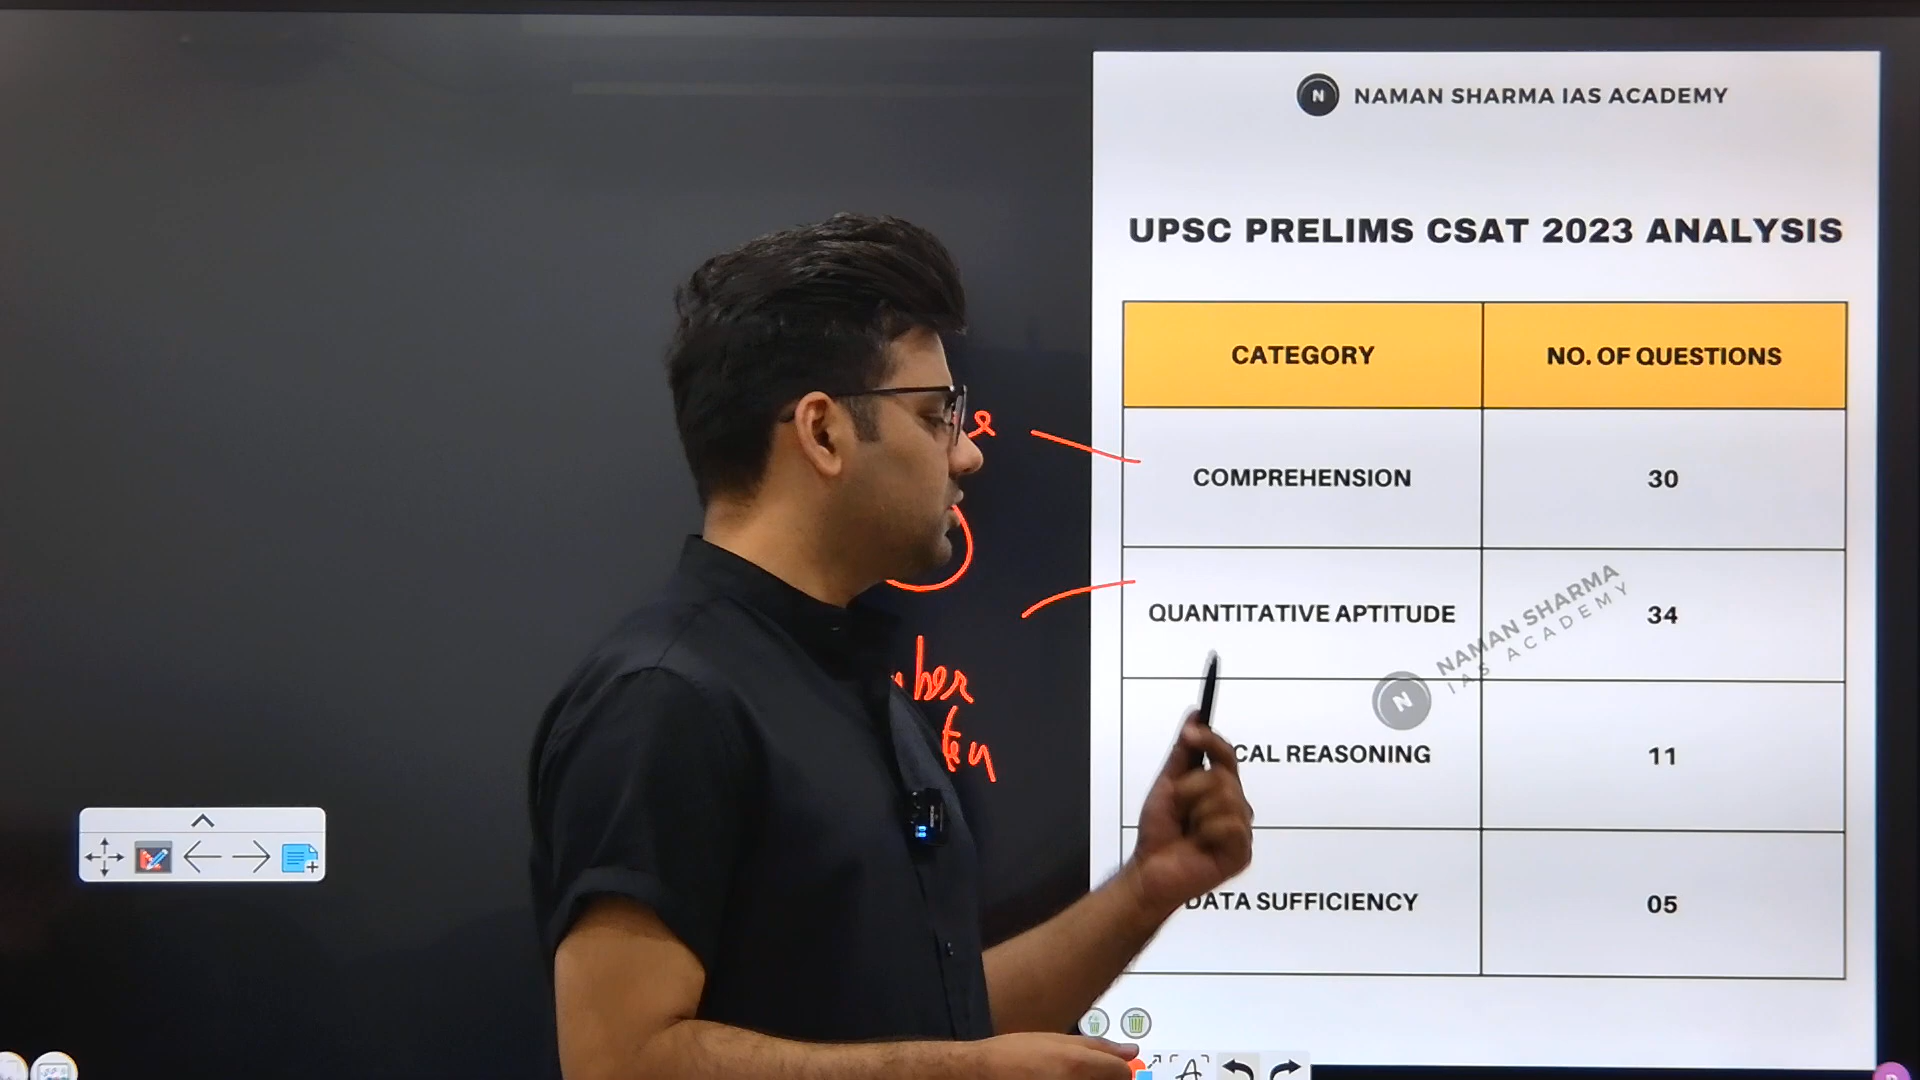 N NAMAN SHARMA IAS ACADEMY
UPSC PRELIMS CSAT 2023 ANALYSIS
CATEGORY NO. OF QUESTIONS
COMPREHENSION 30
QUANTITATIVE APTITUDE 34
NAMAN SHARMA
IAS ACADEMY
N
CAL REASONING 11
DATA SUFFICIENCY 05